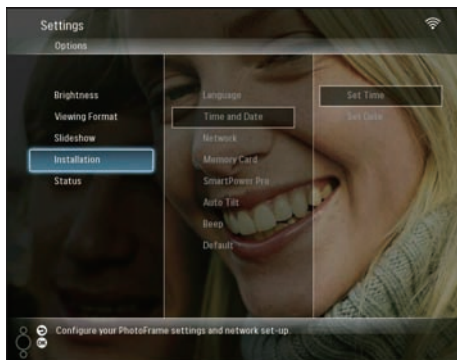 Settings
Options
Brightness
Viewing Format
Slideshow
Installation
Status
Language
Time and Date
Network
Memory Card
SmartPower Pro
Auto Tilt
Beep
Default
Set Time
Set Date
Configure your PhotoFrame settings and network set-up.
OK